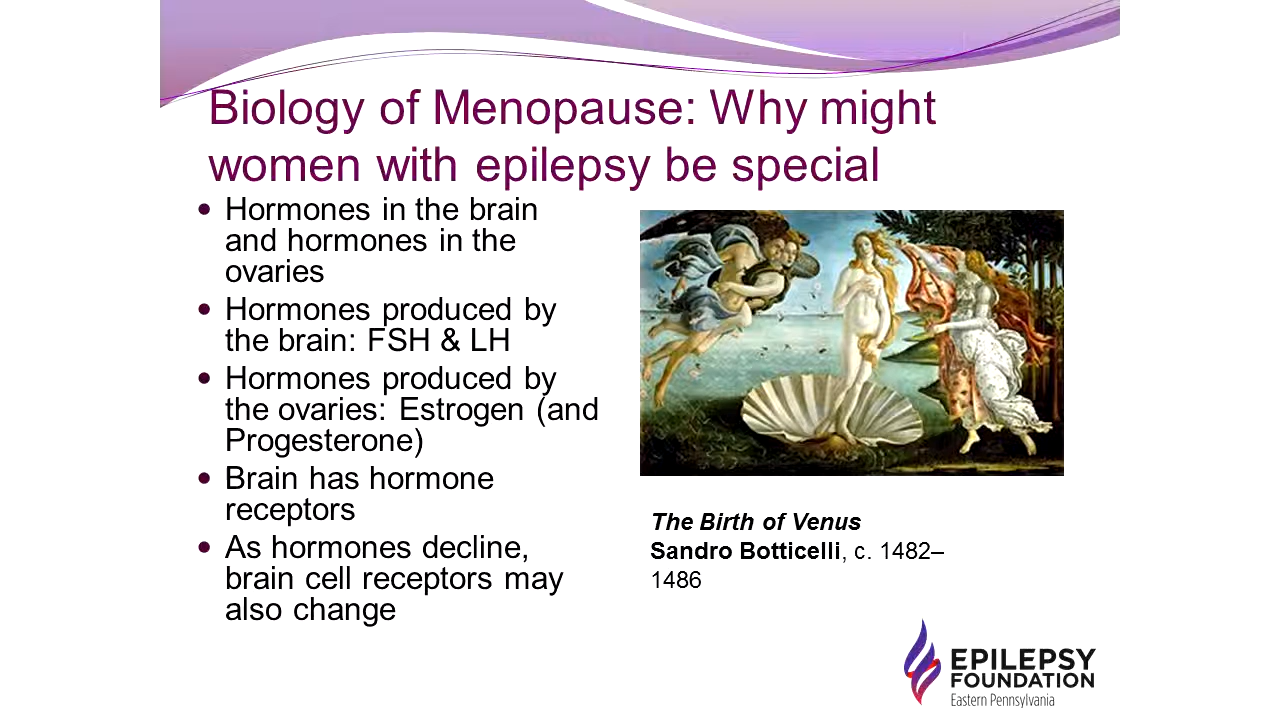 Biology of Menopause: Why might
women with epilepsy be special
Hormones in the brain
and hormones in the
ovaries
Hormones produced by
the brain: FSH & LH
Hormones produced by
the ovaries: Estrogen (and
Progesterone)
Brain has hormone
receptors
As hormones decline,
brain cell receptors may
also change
The Birth of Venus
Sandro Botticelli, c. 1482–
1486
EPILEPSY
FOUNDATION
Eastern Pennsylvania